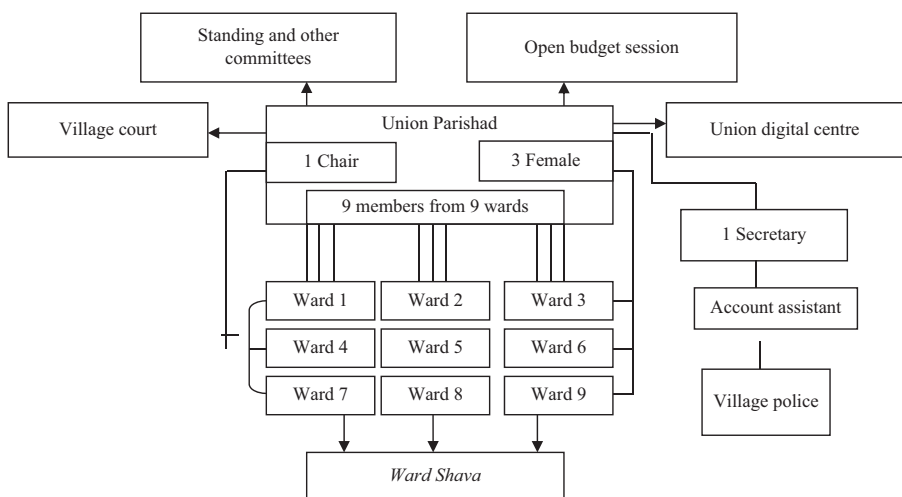 Standing and other
committees
Open budget session
Village court
Union Parishad
Union digital centre
1 Chair
3 Female
9 members from 9 wards
1 Secretary
Ward 1
Ward 2
Ward 3
Account assistant
Ward 4
Ward 5
Ward 6
Ward 7
Ward 8
Ward 9
Village police
Ward Shava